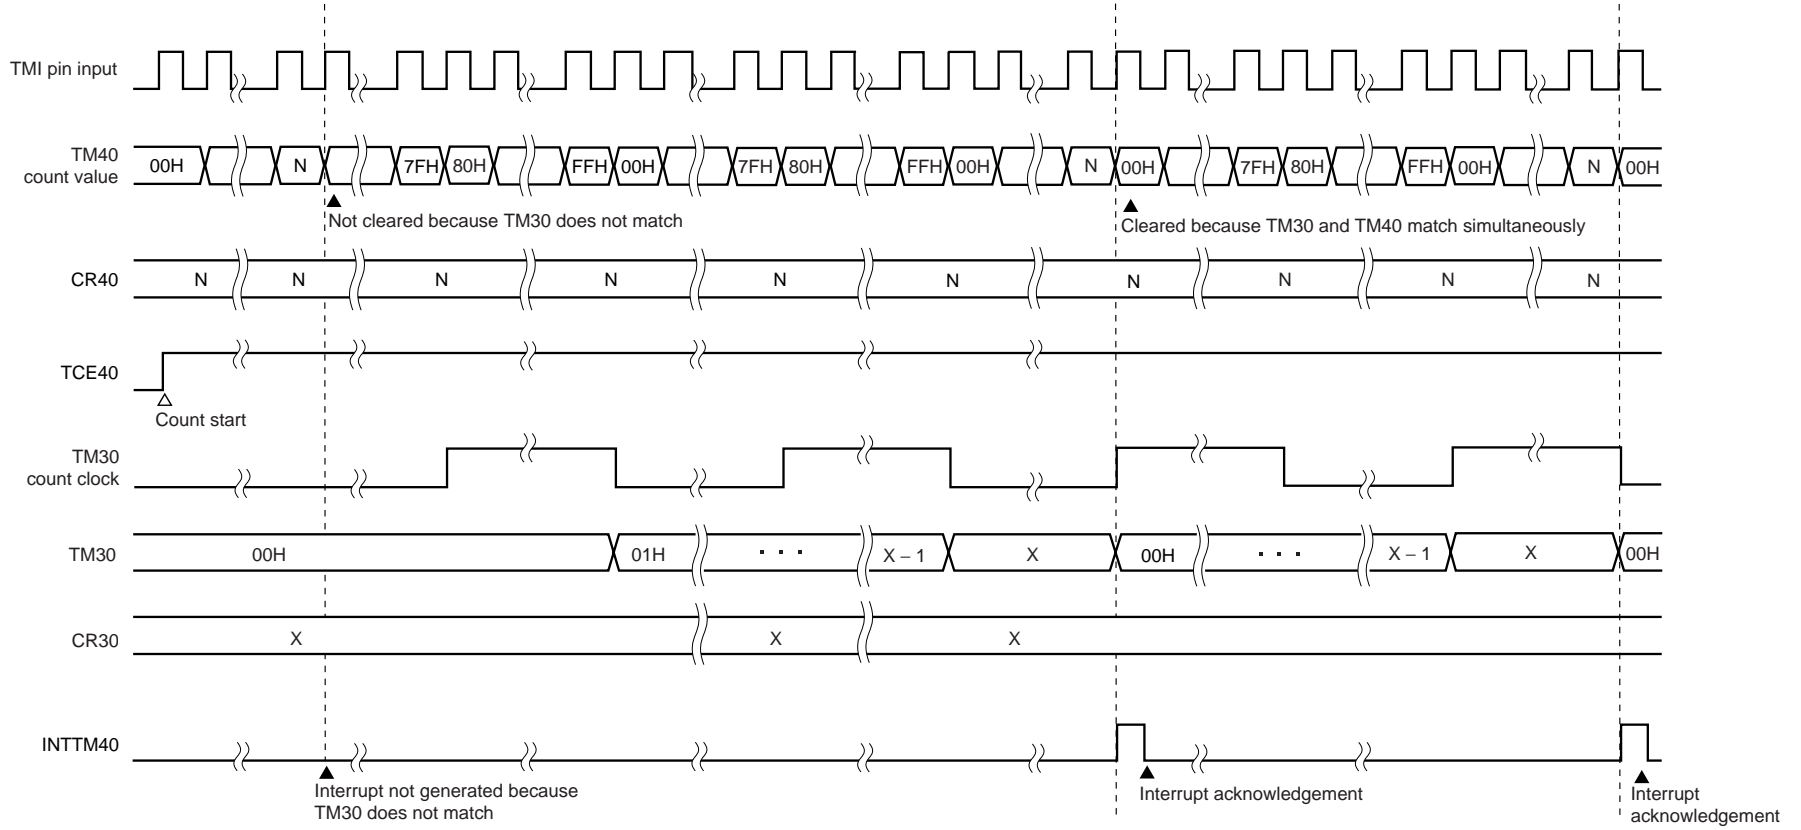 TMI pin input
TM40
count value
00H N 7FH 80H FFH 00H 7FH 80H FFH 00H N 00H 7FH 80H FFH 00H N 00H
Not cleared because TM30 does not match
Cleared because TM30 and TM40 match simultaneously
CR40 N N N N N N N N N N
TCE40
Count start
TM30
count clock
TM30 00H 01H · · · X – 1 X 00H · · · X – 1 X 00H
CR30 X X X
INTTM40
Interrupt not generated because
TM30 does not match
Interrupt acknowledgement
Interrupt
acknowledgement